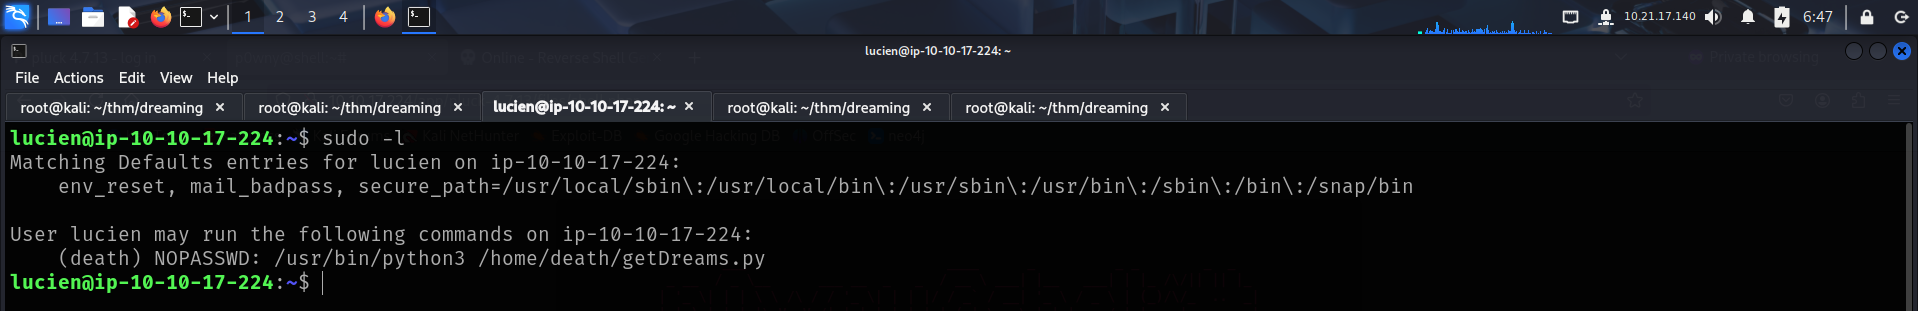 1 2 3 4 10.21.17.140 6:47
lucien@ip-10-10-17-224: ~
File Actions Edit View Help
root@kali: ~/thm/dreaming × root@kali: ~/thm/dreaming × lucien@ip-10-10-17-224: ~ × root@kali: ~/thm/dreaming × root@kali: ~/thm/dreaming ×
lucien@ip-10-10-17-224:~$ sudo -l
Matching Defaults entries for lucien on ip-10-10-17-224:
env_reset, mail_badpass, secure_path=/usr/local/sbin\:/usr/local/bin\:/usr/sbin\:/usr/bin\:/sbin\:/bin\:/snap/bin
User lucien may run the following commands on ip-10-10-17-224:
(death) NOPASSWD: /usr/bin/python3 /home/death/getDreams.py
lucien@ip-10-10-17-224:~$